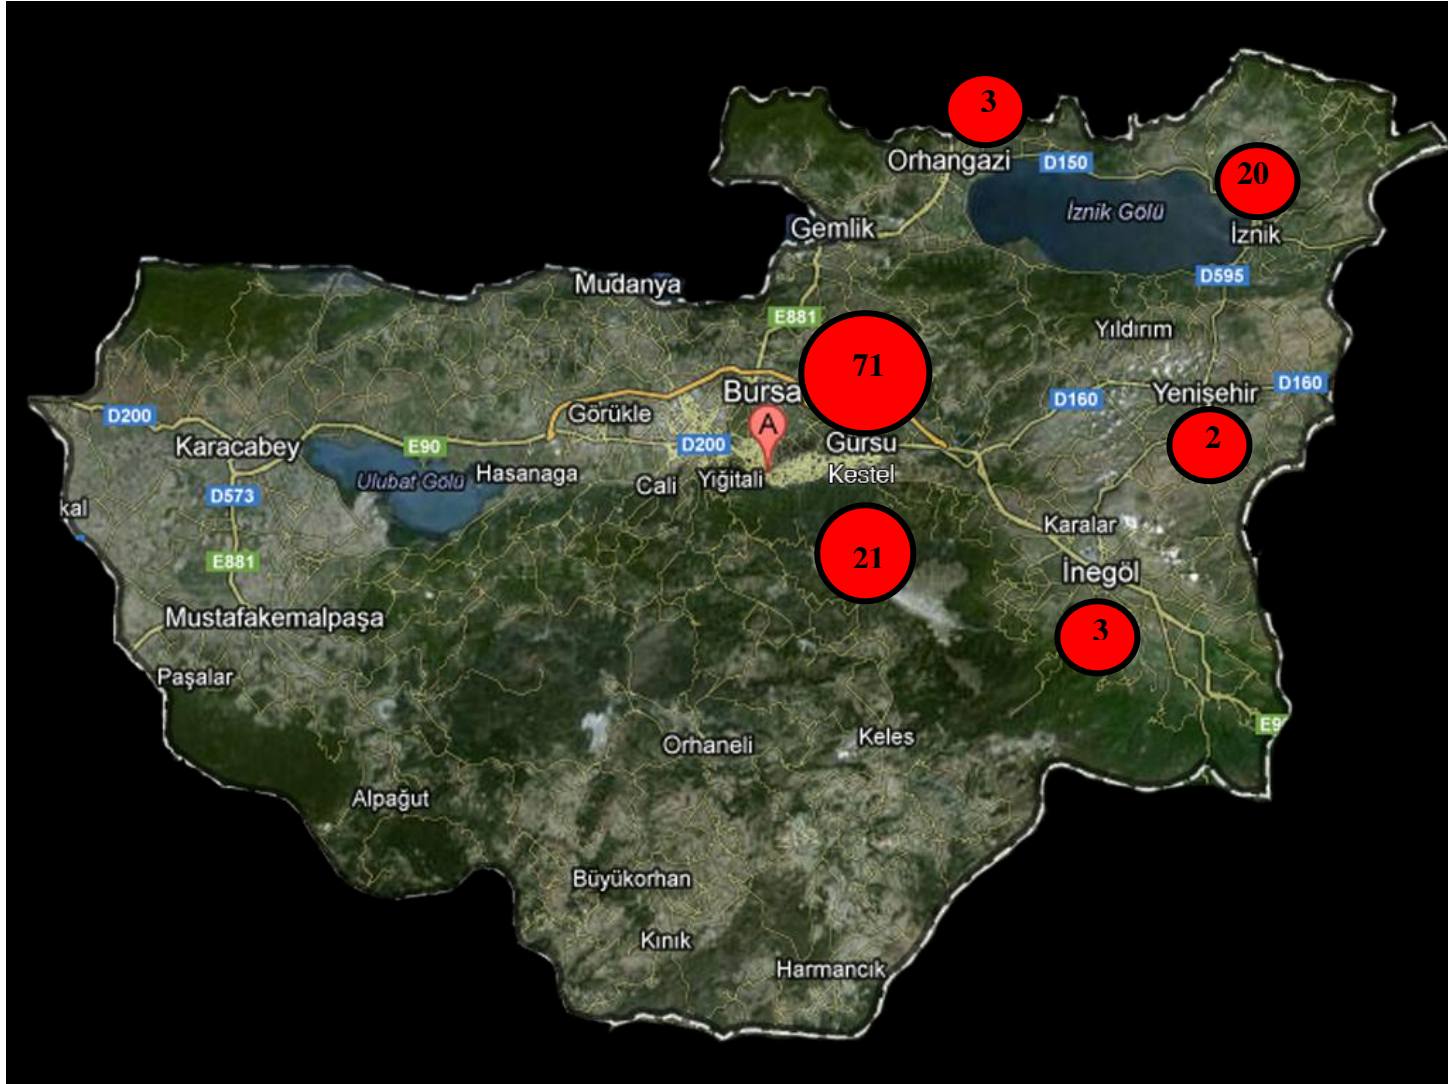 3
Orhangazi
D150
20
İznik Gölü
İznik
Gemlik
D595
Mudanya
E881
Yıldırım
71
Bursa
D160
Yenişehir
D160
D200
Görükle
A
2
Karacabey
E90
D200
Gürsu
Ulubat Gölü
Hasanaga
Cali
Yiğitali
Kestel
D573
kal
Karalar
21
E881
İnegöl
Mustafakemalpaşa
3
Paşalar
E9
Orhaneli
Keles
Alpağut
Büyükorhan
Kınık
Harmancık